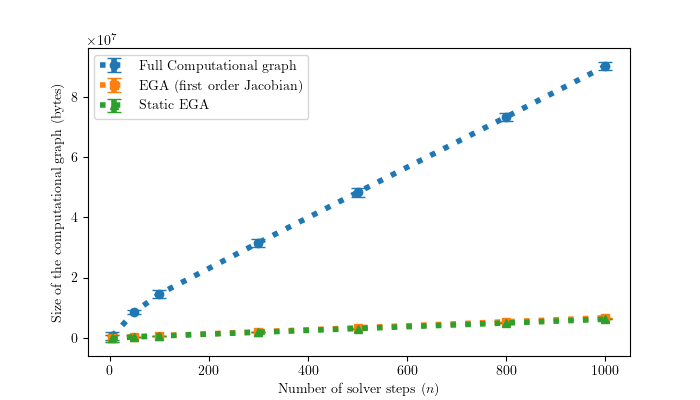 ×10⁷
Full Computational graph
EGA (first order Jacobian)
Static EGA
8
6
4
2
0
Size of the computational graph (bytes)
0 200 400 600 800 1000
Number of solver steps (n)